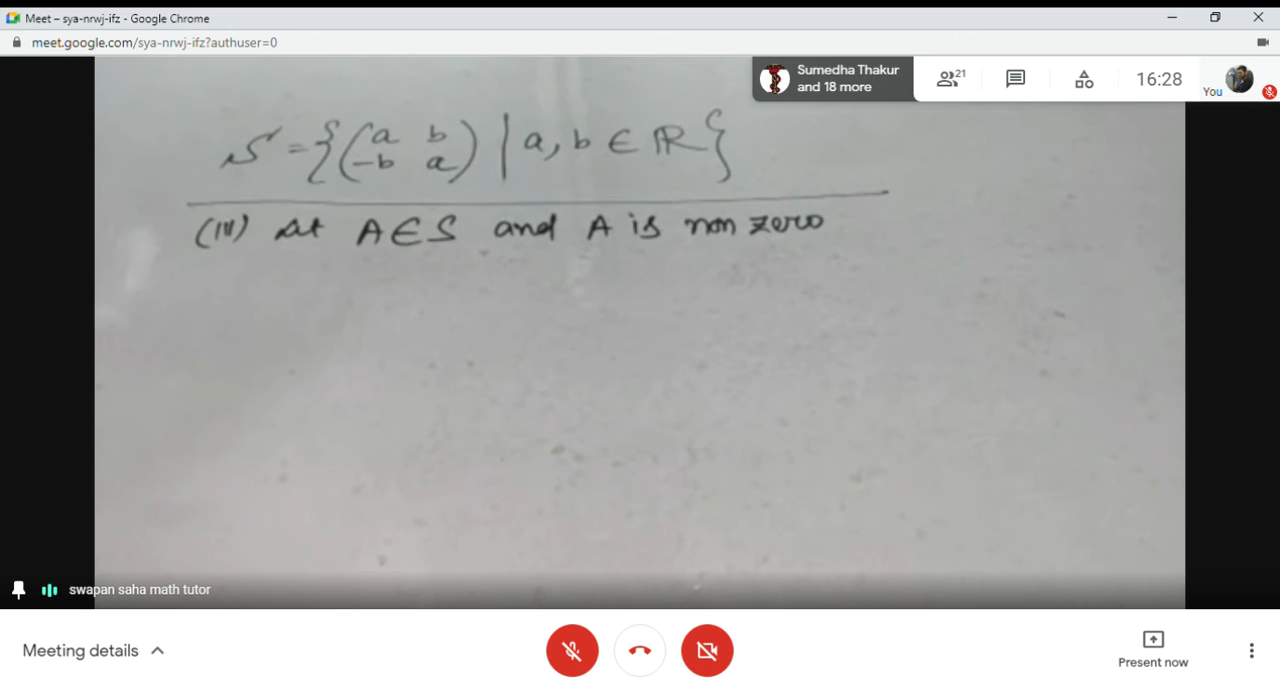 Meet – sya-nrwj-ifz - Google Chrome
meet.google.com/sya-nrwj-ifz?authuser=0
Sumedha Thakur
and 18 more
21
16:28
You
S = {(a b) | a, b ∈ ℝ}
-b a
(IV) Let A∈S and A is non zero
swapan saha math tutor
Meeting details
Present now